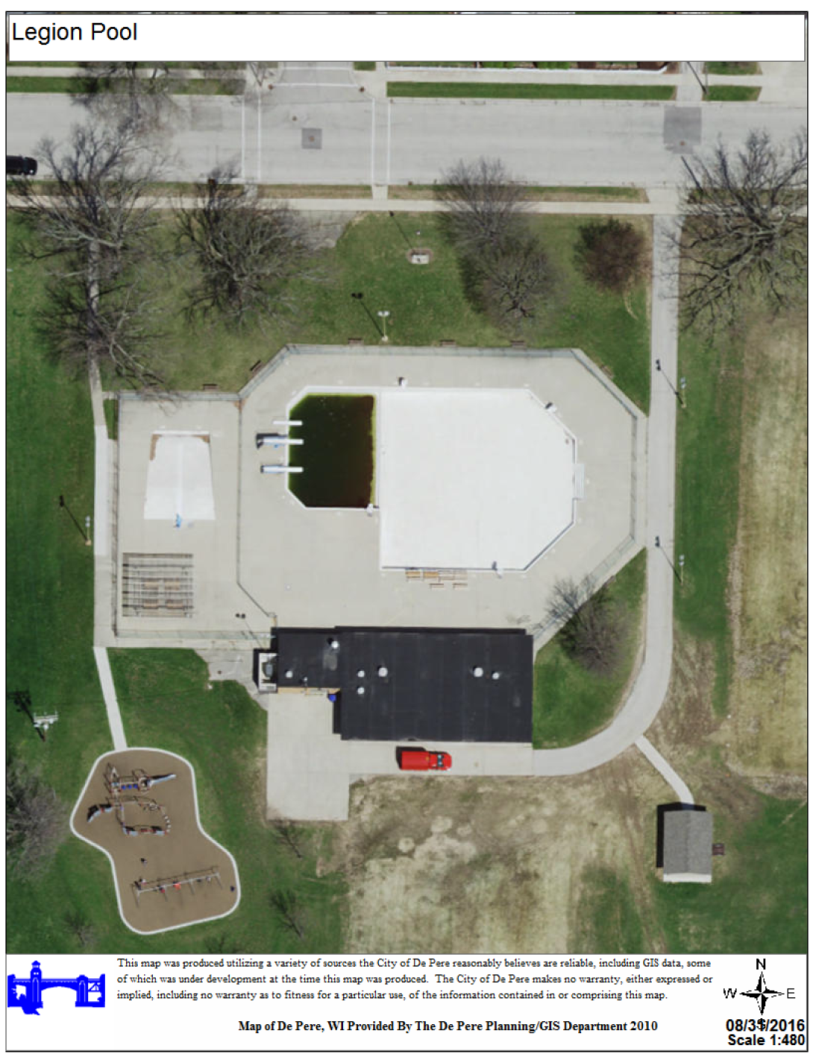 Legion Pool
This map was produced utilizing a variety of sources the City of De Pere reasonably believes are reliable, including GIS data, some
of which was under development at the time this map was produced. The City of De Pere makes no warranty, either expressed or
implied, including no warranty as to fitness for a particular use, of the information contained in or comprising this map.
Map of De Pere, WI Provided By The De Pere Planning/GIS Department 2010
N
W E
S
08/31/2016
Scale 1:480